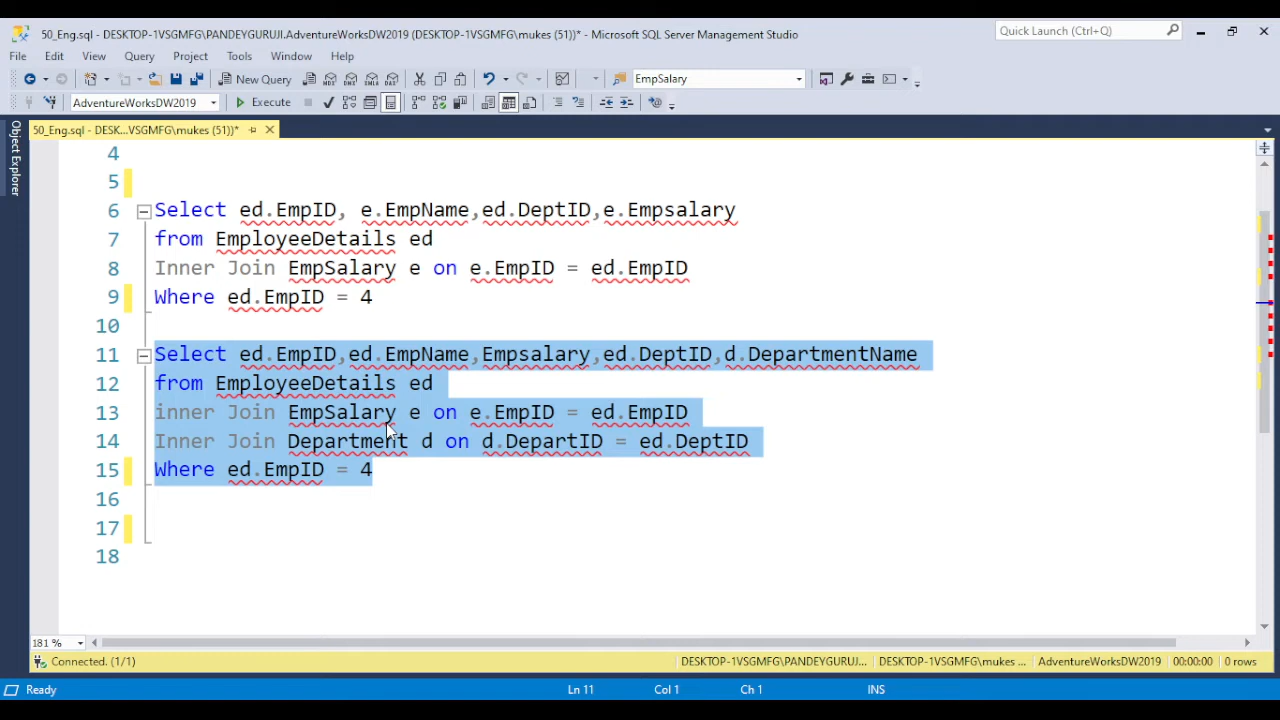 50_Eng.sql - DESKTOP-1VSGMFG\PANDEYGURUJI.AdventureWorksDW2019 (DESKTOP-1VSGMFG\mukes (51))* - Microsoft SQL Server Management Studio
Quick Launch (Ctrl+Q)
File Edit View Query Project Tools Window Help
New Query
EmpSalary
AdventureWorksDW2019
Execute
50_Eng.sql - DESK...VSGMFG\mukes (51))*
Object Explorer
4
5
6 Select ed.EmpID, e.EmpName,ed.DeptID,e.Empsalary
7 from EmployeeDetails ed
8 Inner Join EmpSalary e on e.EmpID = ed.EmpID
9 Where ed.EmpID = 4
10
11 Select ed.EmpID,ed.EmpName,Empsalary,ed.DeptID,d.DepartmentName
12 from EmployeeDetails ed
13 inner Join EmpSalary e on e.EmpID = ed.EmpID
14 Inner Join Department d on d.DepartID = ed.DeptID
15 Where ed.EmpID = 4
16
17
18
181 %
Connected. (1/1) DESKTOP-1VSGMFG\PANDEYGURUJ... DESKTOP-1VSGMFG\mukes ... AdventureWorksDW2019 00:00:00 0 rows
Ready Ln 11 Col 1 Ch 1 INS